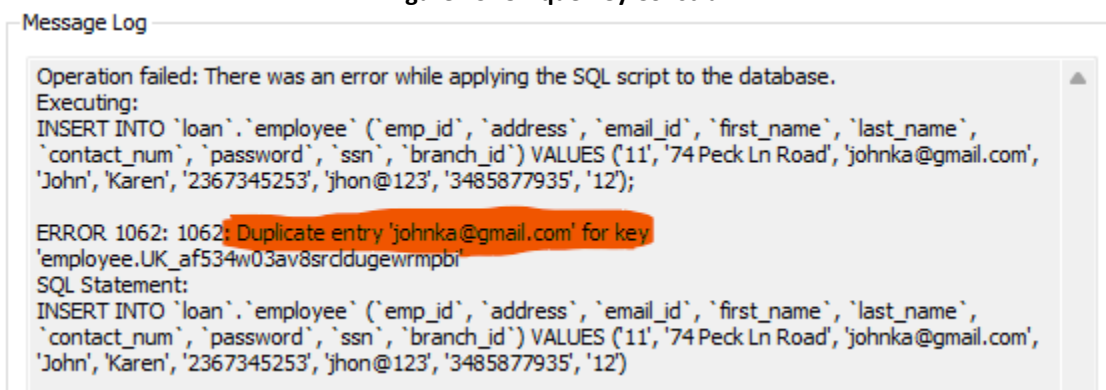 Message Log
Operation failed: There was an error while applying the SQL script to the database.
Executing:
INSERT INTO `loan`.`employee` (`emp_id`, `address`, `email_id`, `first_name`, `last_name`,
`contact_num`, `password`, `ssn`, `branch_id`) VALUES ('11', '74 Peck Ln Road', 'johnka@gmail.com',
'John', 'Karen', '2367345253', 'jhon@123', '3485877935', '12');
ERROR 1062: 1062: Duplicate entry 'johnka@gmail.com' for key
'employee.UK_af534w03av8srcldugewrmpbi'
SQL Statement:
INSERT INTO `loan`.`employee` (`emp_id`, `address`, `email_id`, `first_name`, `last_name`,
`contact_num`, `password`, `ssn`, `branch_id`) VALUES ('11', '74 Peck Ln Road', 'johnka@gmail.com',
'John', 'Karen', '2367345253', 'jhon@123', '3485877935', '12')